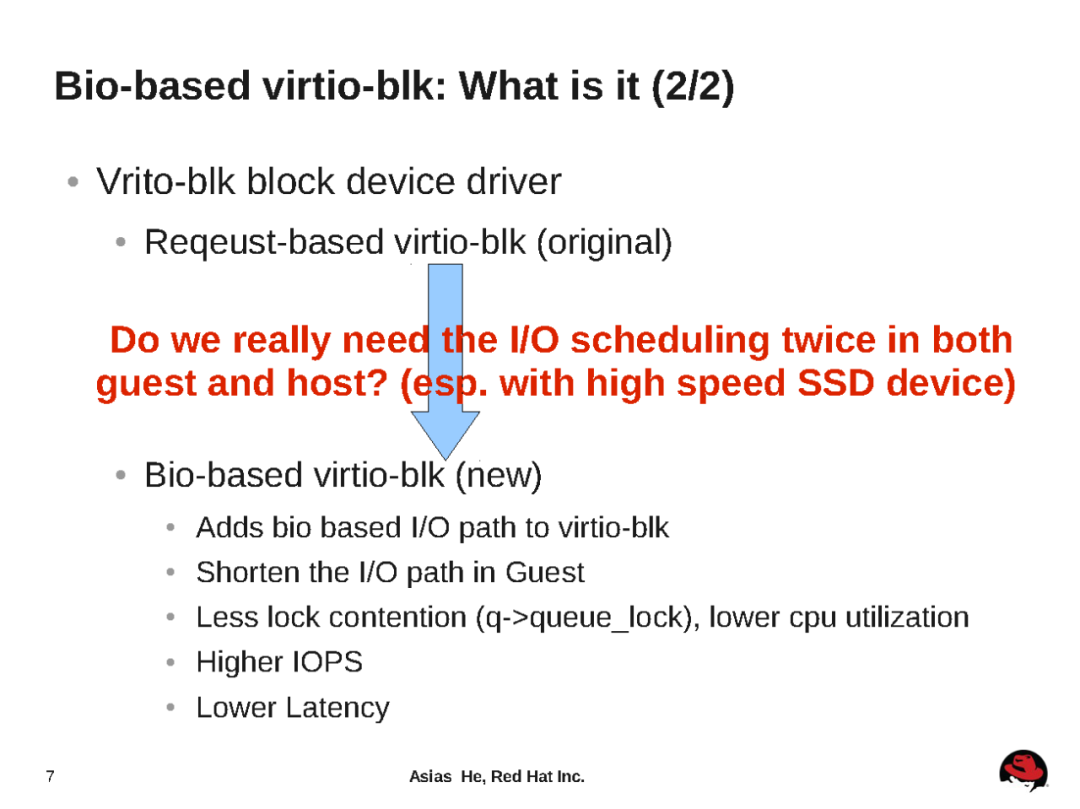 Bio-based virtio-blk: What is it (2/2)
Vrito-blk block device driver
Reqeust-based virtio-blk (original)
Do we really need the I/O scheduling twice in both
guest and host? (esp. with high speed SSD device)
Bio-based virtio-blk (new)
Adds bio based I/O path to virtio-blk
Shorten the I/O path in Guest
Less lock contention (q->queue_lock), lower cpu utilization
Higher IOPS
Lower Latency
7
Asias He, Red Hat Inc.